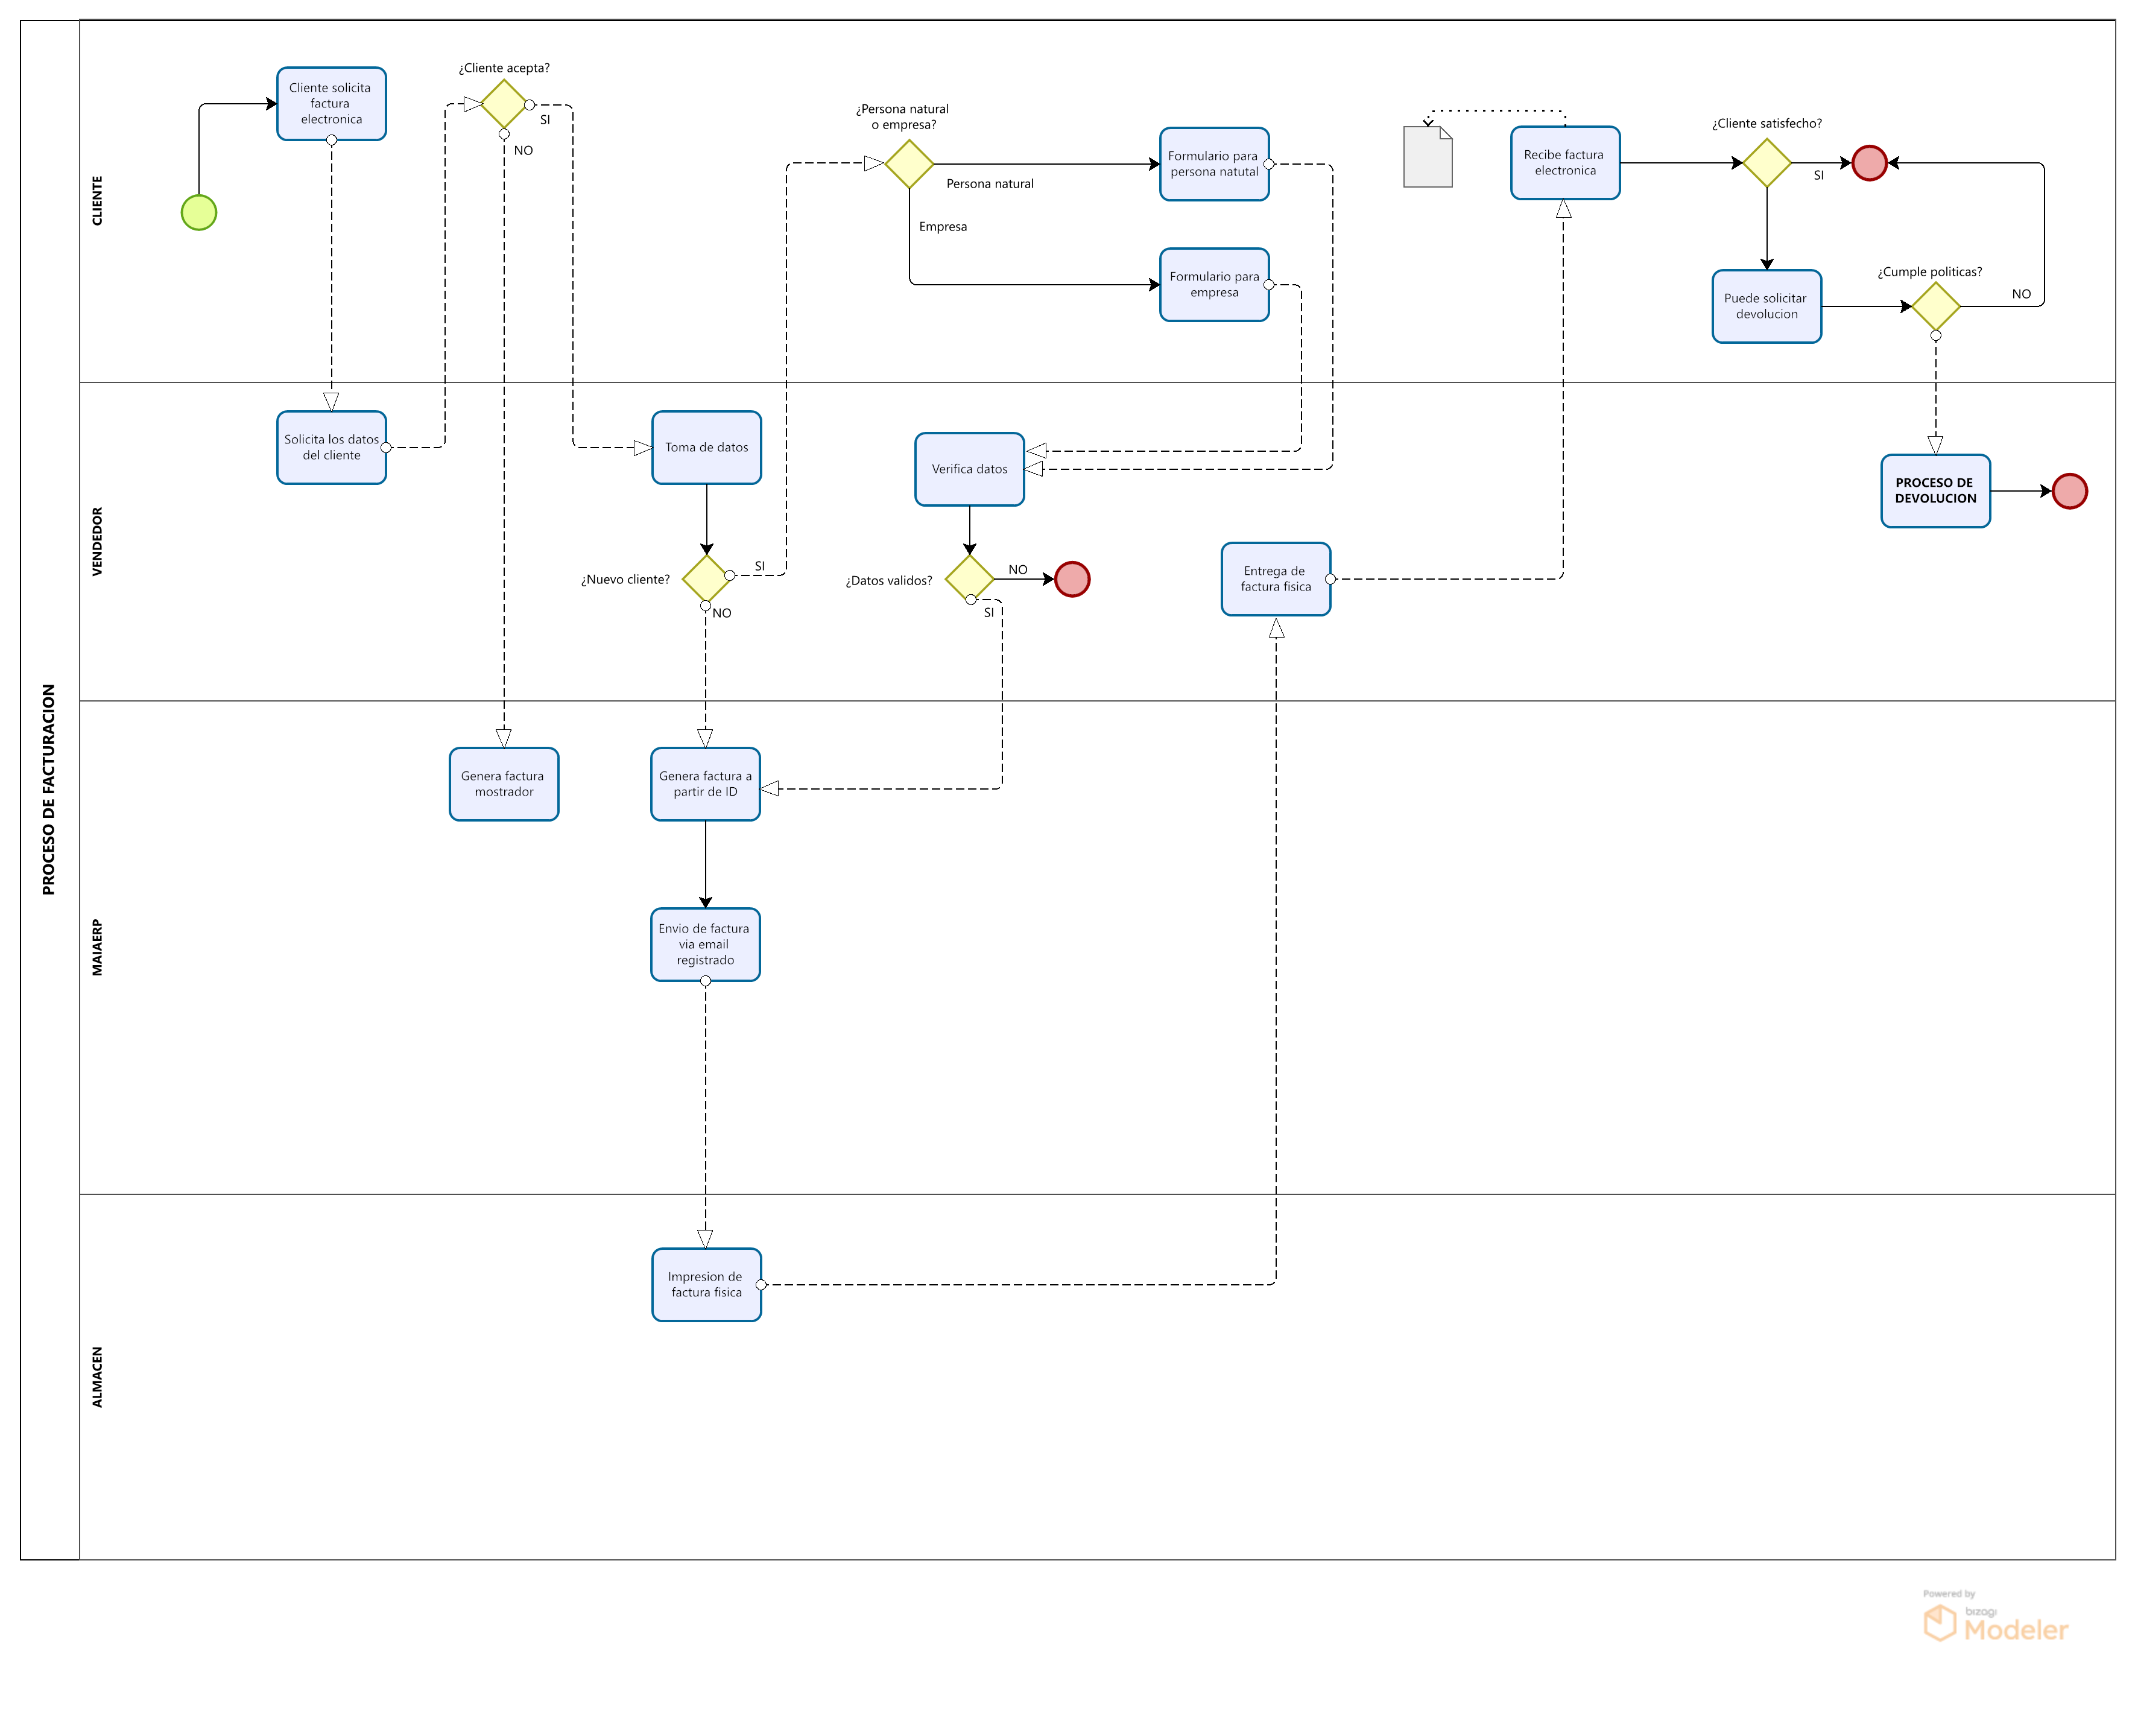 PROCESO DE FACTURACION
CLIENTE
Cliente solicita
factura
electronica
¿Cliente acepta?
SI
NO
¿Persona natural
o empresa?
Persona natural
Empresa
Formulario para
persona natutal
Formulario para
empresa
Recibe factura
electronica
¿Cliente satisfecho?
SI
Puede solicitar
devolucion
¿Cumple politicas?
NO
VENDEDOR
Solicita los datos
del cliente
Toma de datos
¿Nuevo cliente?
SI
NO
Verifica datos
¿Datos validos?
NO
SI
Entrega de
factura fisica
PROCESO DE
DEVOLUCION
MAIAERP
Genera factura
mostrador
Genera factura a
partir de ID
Envio de factura
via email
registrado
ALMACEN
Impresion de
factura fisica
Powered by
bizagi
Modeler